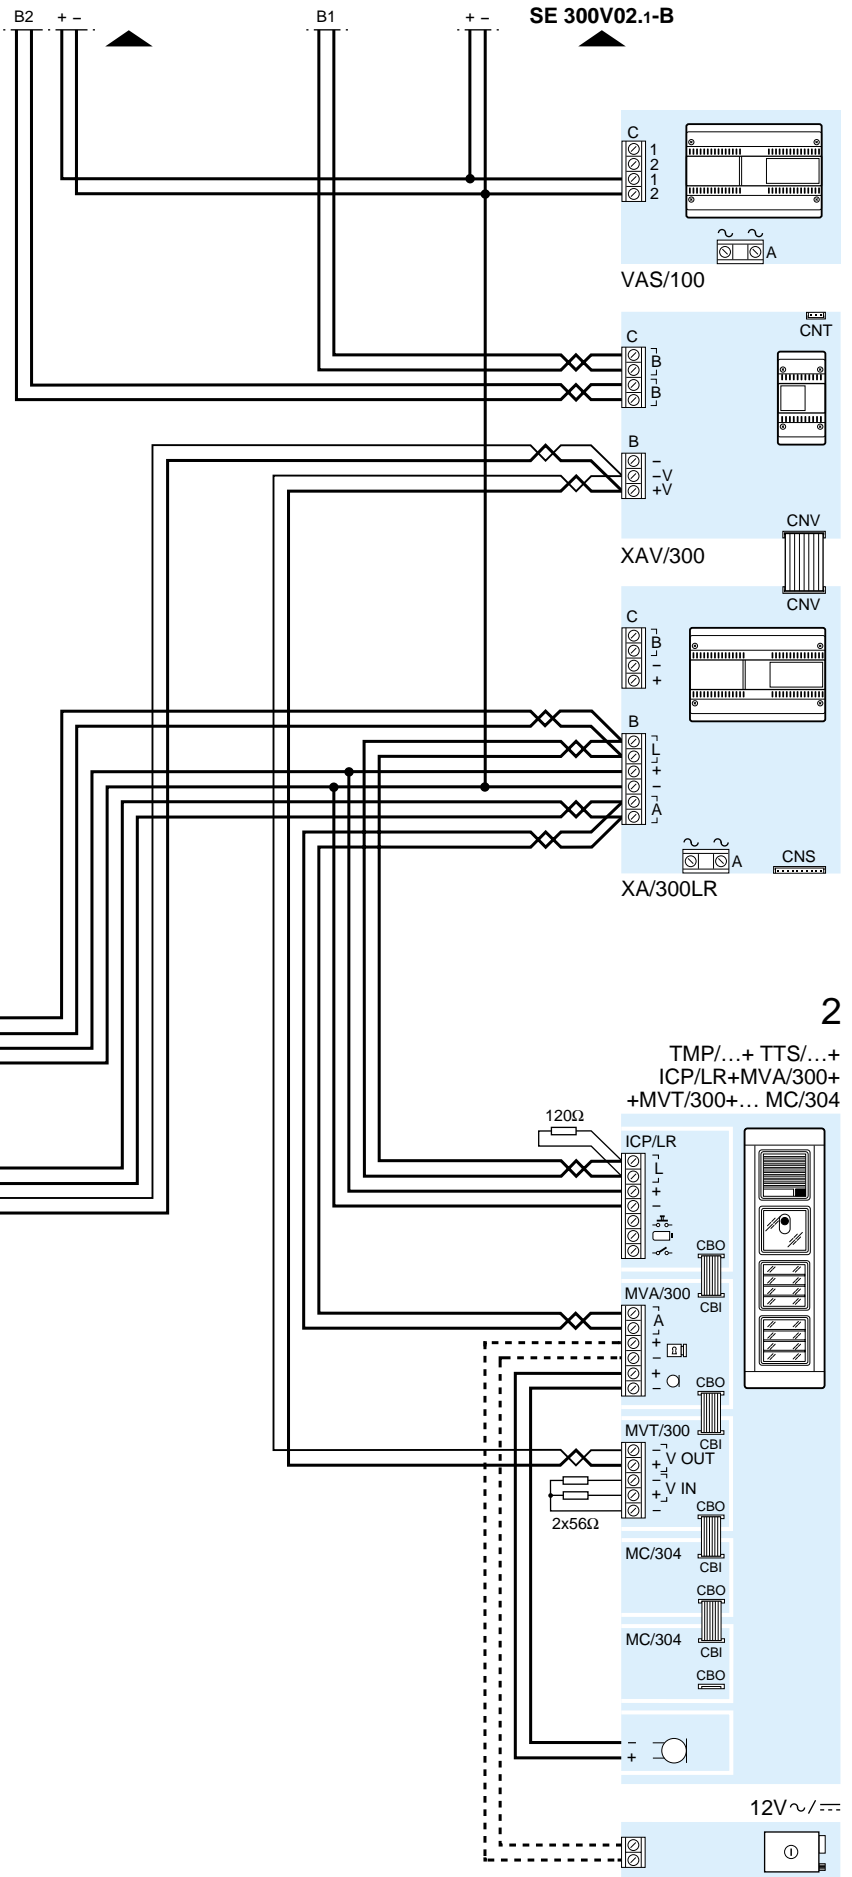 B2 + − B1 + − SE 300V02.1-B
C
1
2
1
2
∼ ∼
A
VAS/100
CNT
C
B
B
B
−
−V
+V
CNV
XAV/300
CNV
C
B
−
+
B
L
+
−
A
∼ ∼
A
CNS
XA/300LR
2
TMP/…+ TTS/…+
ICP/LR+MVA/300+
+MVT/300+… MC/304
120Ω
ICP/LR
L
+
−
CBO
MVA/300
CBI
A
+
−
+
−
CBO
MVT/300
CBI
−
+
V OUT
−
+
V IN
−
CBO
2x56Ω
MC/304
CBI
CBO
MC/304
CBI
CBO
−
+
12V∼/⎓